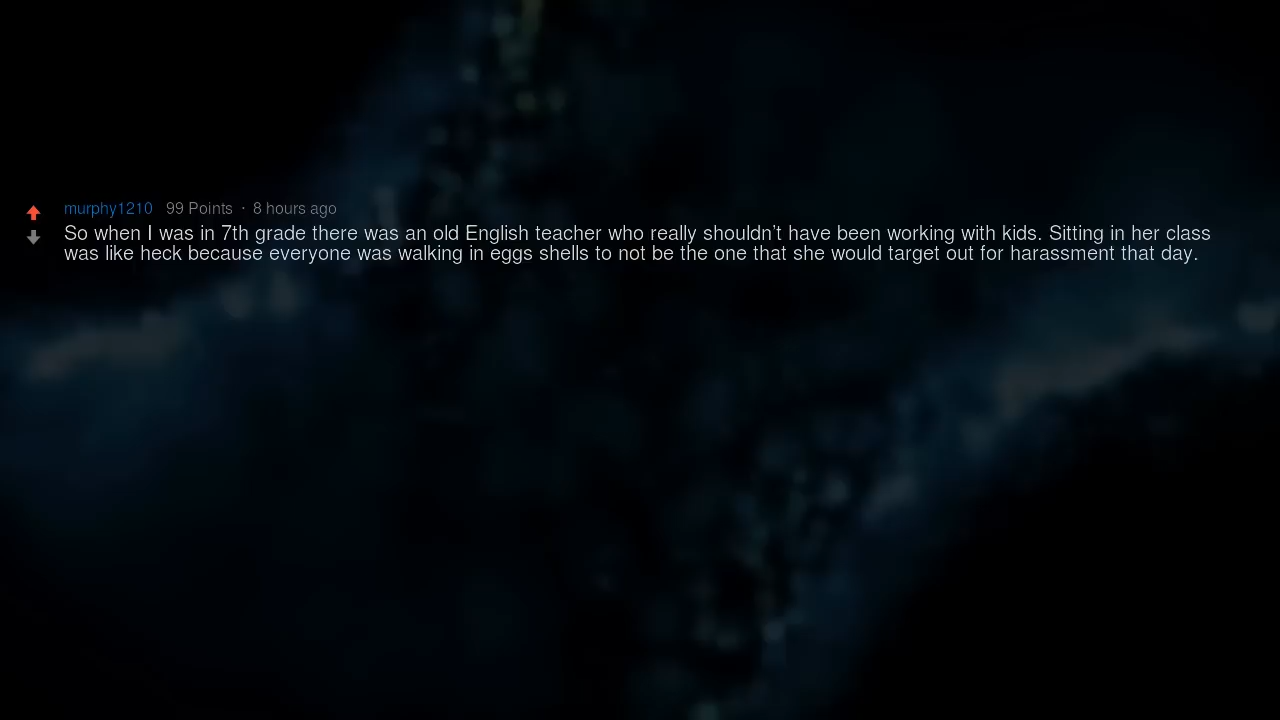 murphy1210 99 Points · 8 hours ago
So when I was in 7th grade there was an old English teacher who really shouldn't have been working with kids. Sitting in her class
was like heck because everyone was walking in eggs shells to not be the one that she would target out for harassment that day.